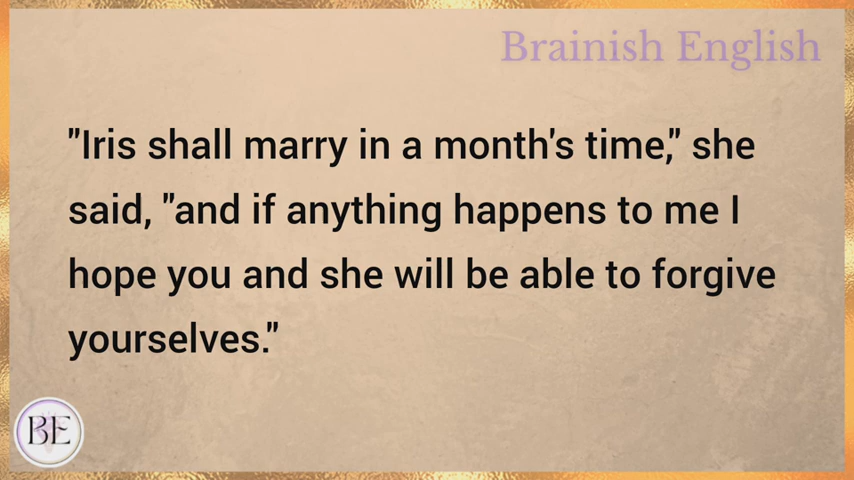 Brainish English
"Iris shall marry in a month's time," she
said, "and if anything happens to me I
hope you and she will be able to forgive
yourselves."
BE